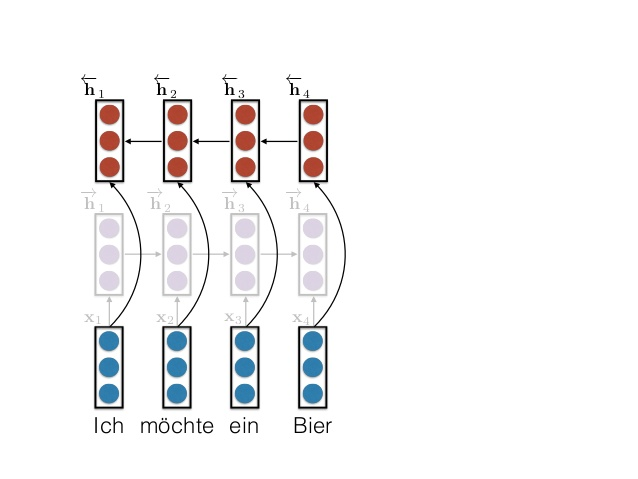 ←h₁ ←h₂ ←h₃ ←h₄
→h₁ →h₂ →h₃ →h₄
x₁ x₂ x₃ x₄
Ich möchte ein Bier